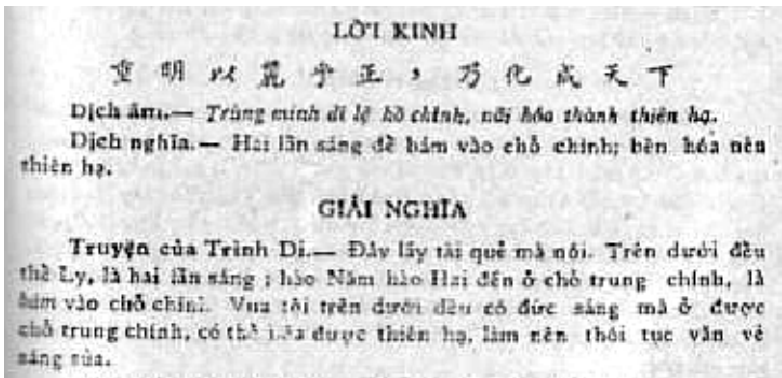 LỜI KINH
重明以麗乎正，乃化成天下
Dịch âm.— Trùng minh dĩ lệ hồ chính, nãi hóa thành thiên hạ.
Dịch nghĩa.— Hai lần sáng để bám vào chỗ chính; bèn hóa nên
thiên hạ.
GIẢI NGHĨA
Truyện của Trình Di.— Đây lấy tài quẻ mà nói. Trên dưới đều
thể Ly, là hai lần sáng ; hào Năm hào Hai đến ở chỗ trung chính, là
bám vào chỗ chính. Vua tôi trên dưới đều có đức sáng mà ở được
chỗ trung chính, có thể hóa được thiên hạ, làm nên thói tục văn vẻ
sáng sủa.